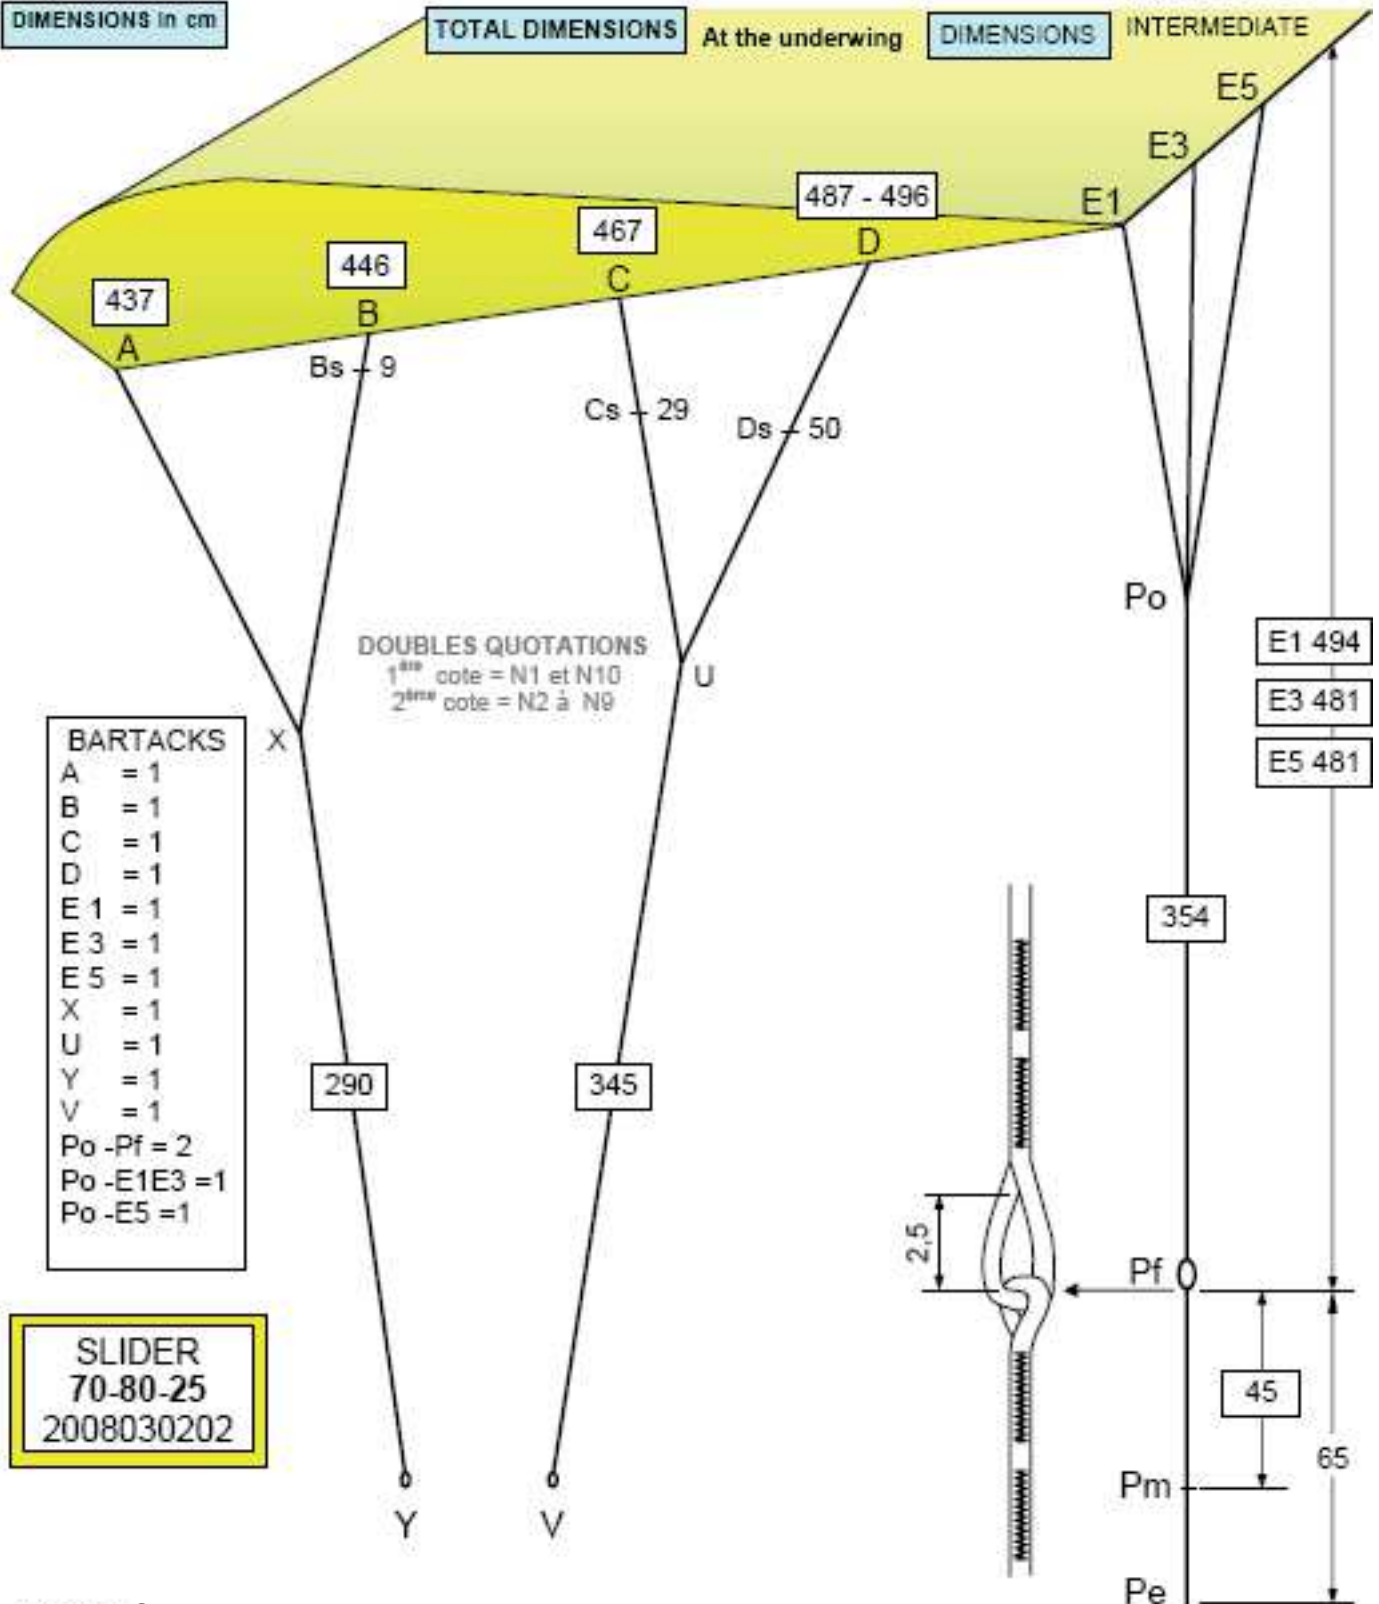 DIMENSIONS in cm
TOTAL DIMENSIONS At the underwing DIMENSIONS INTERMEDIATE
E5
E3
E1
487 - 496
467
D
446
C
437
B
A
Bs 9
Cs 29
Ds 50
Po
DOUBLES QUOTATIONS
1ère cote = N1 et N10
2ème cote = N2 à N9
U
X
E1 494
E3 481
E5 481
BARTACKS
A = 1
B = 1
C = 1
D = 1
E 1 = 1
E 3 = 1
E 5 = 1
X = 1
U = 1
Y = 1
V = 1
Po -Pf = 2
Po -E1E3 =1
Po -E5 =1
354
290
345
2,5
Pf
45
65
SLIDER
70-80-25
2008030202
Pm
Y
V
Pe